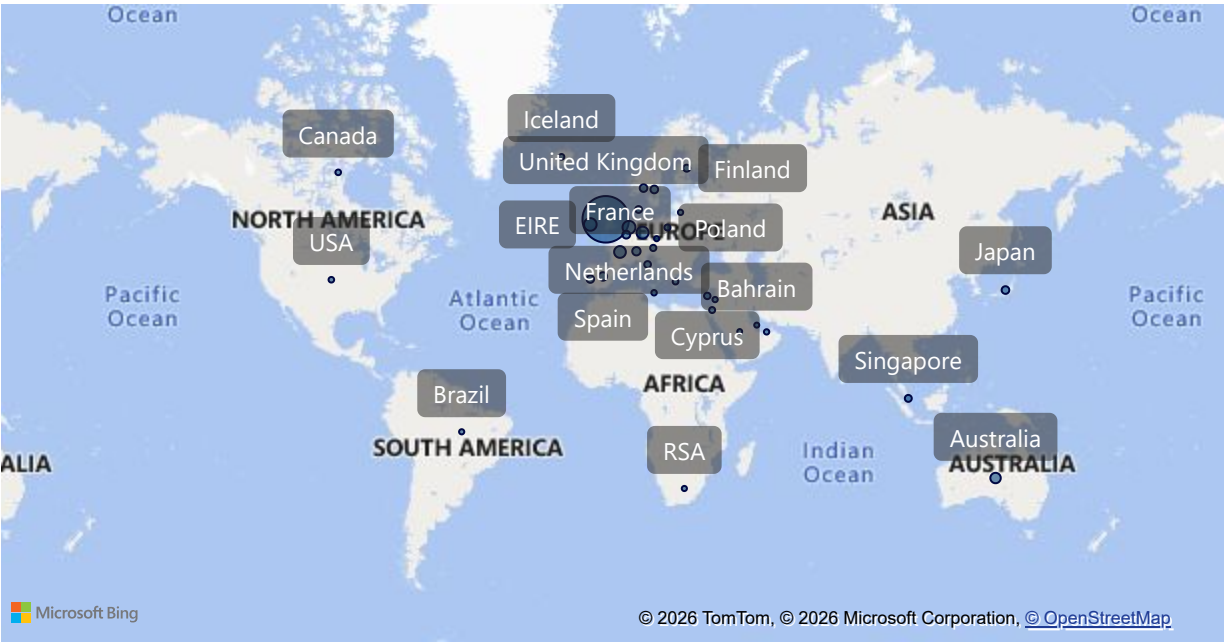 Ocean
Ocean
Iceland
Canada
United Kingdom
Finland
France
NORTH AMERICA
ASIA
EIRE
EUROPE
Poland
USA
Japan
Netherlands
Bahrain
Pacific
Ocean
Atlantic
Ocean
Pacific
Ocean
Spain
Cyprus
Singapore
AFRICA
Brazil
Australia
SOUTH AMERICA
RSA
Indian
Ocean
ALIA
AUSTRALIA
Microsoft Bing
© 2026 TomTom, © 2026 Microsoft Corporation, © OpenStreetMap